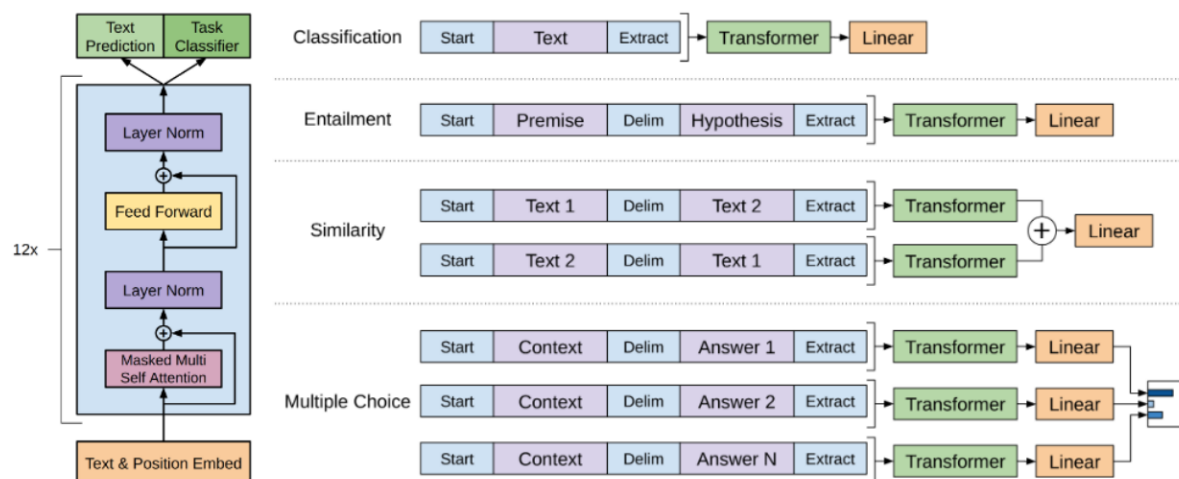 Text
Prediction
Task
Classifier
Layer Norm
Feed Forward
12x
Layer Norm
Masked Multi
Self Attention
Text & Position Embed
Classification
Start Text Extract Transformer Linear
Entailment
Start Premise Delim Hypothesis Extract Transformer Linear
Similarity
Start Text 1 Delim Text 2 Extract Transformer
Linear
Start Text 2 Delim Text 1 Extract Transformer
Multiple Choice
Start Context Delim Answer 1 Extract Transformer Linear
Start Context Delim Answer 2 Extract Transformer Linear
Start Context Delim Answer N Extract Transformer Linear